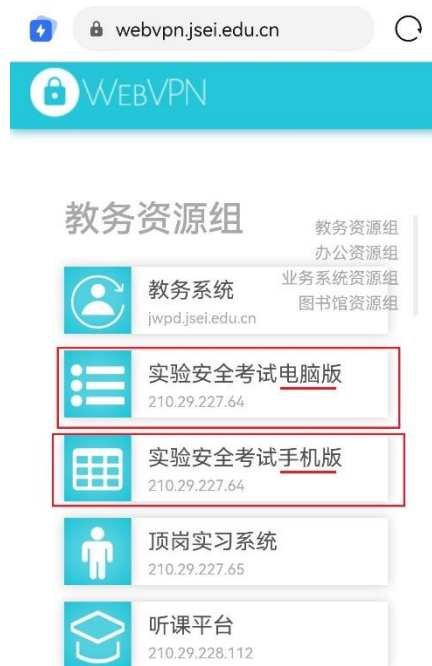 webvpn.jsei.edu.cn
WEBVPN
教务资源组
教务资源组
办公资源组
业务系统资源组
图书馆资源组
教务系统
jwpd.jsei.edu.cn
实验安全考试电脑版
210.29.227.64
实验安全考试手机版
210.29.227.64
顶岗实习系统
210.29.227.65
听课平台
210.29.228.112